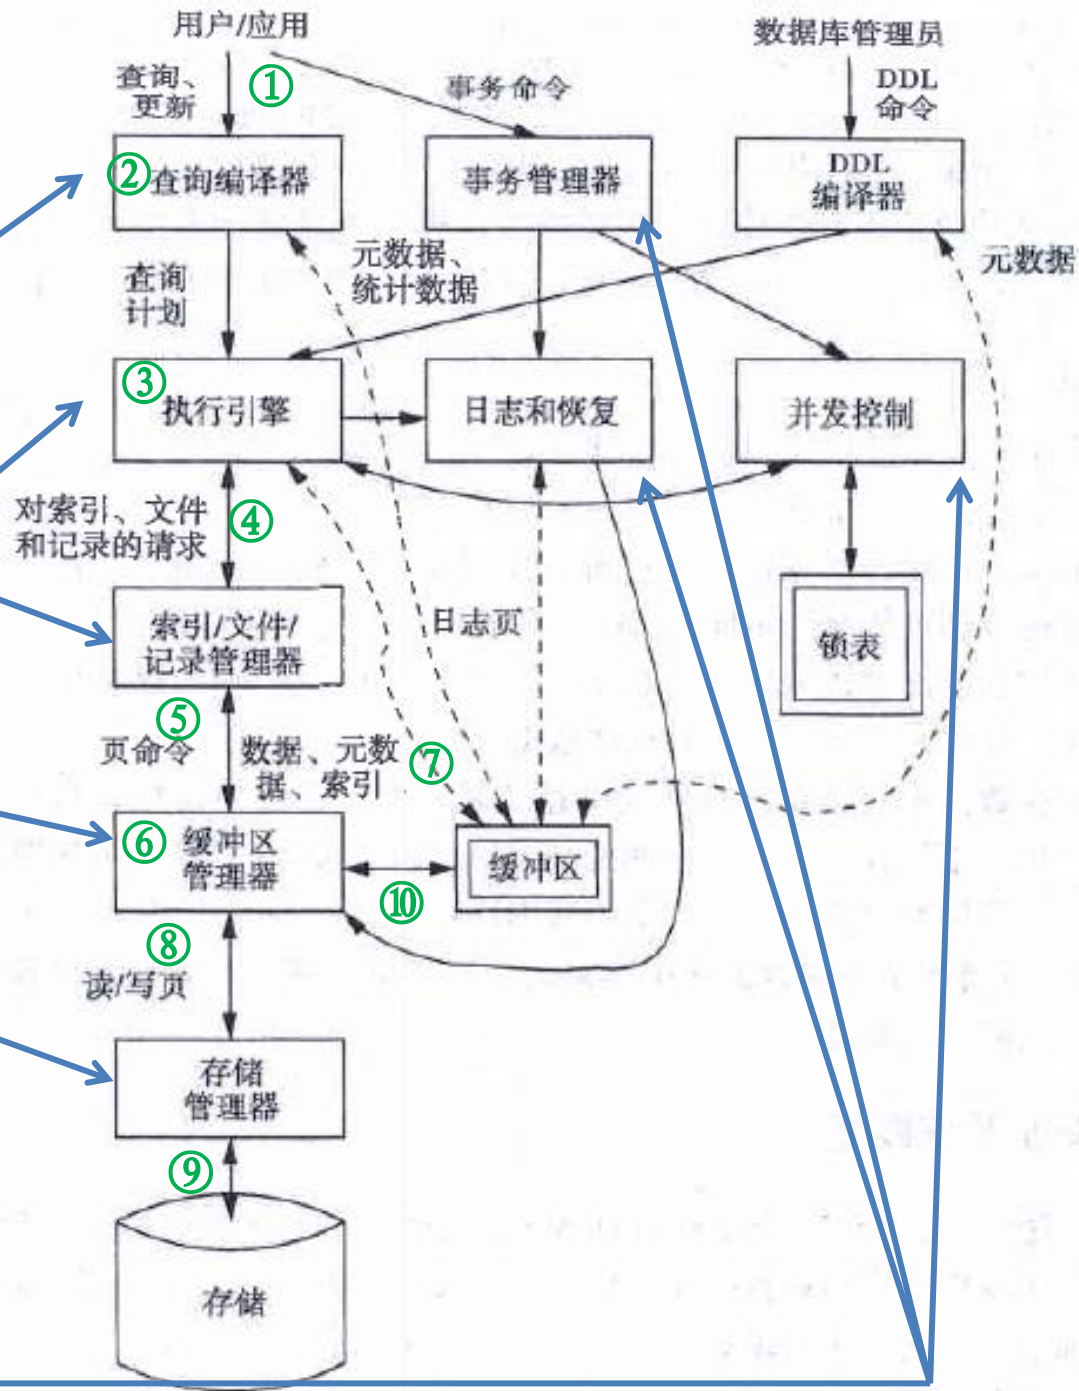 用户/应用
数据库管理员
查询、
更新
①
事务命令
DDL
命令
②
查询编译器
事务管理器
DDL
编译器
查询
计划
元数据、
统计数据
元数据
③
执行引擎
日志和恢复
并发控制
对索引、文件
和记录的请求
④
索引/文件/
记录管理器
日志页
锁表
⑤
页命令
数据、元数
据、索引
⑦
⑥
缓冲区
管理器
缓冲区
⑩
⑧
读/写页
存储
管理器
⑨
存储